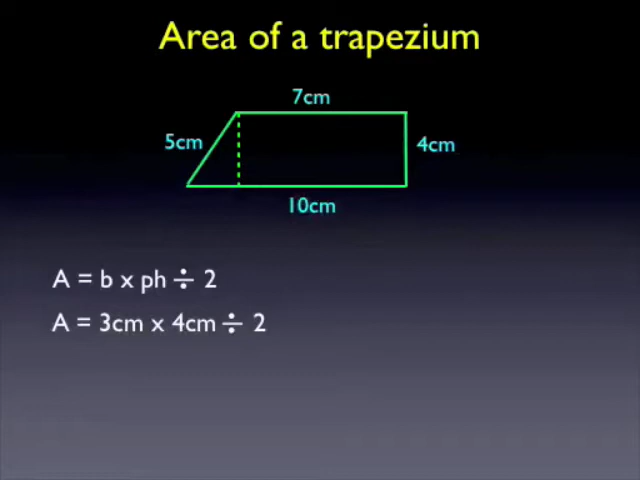 Area of a trapezium
7cm
5cm
4cm
10cm
A = b x ph ÷ 2
A = 3cm x 4cm ÷ 2